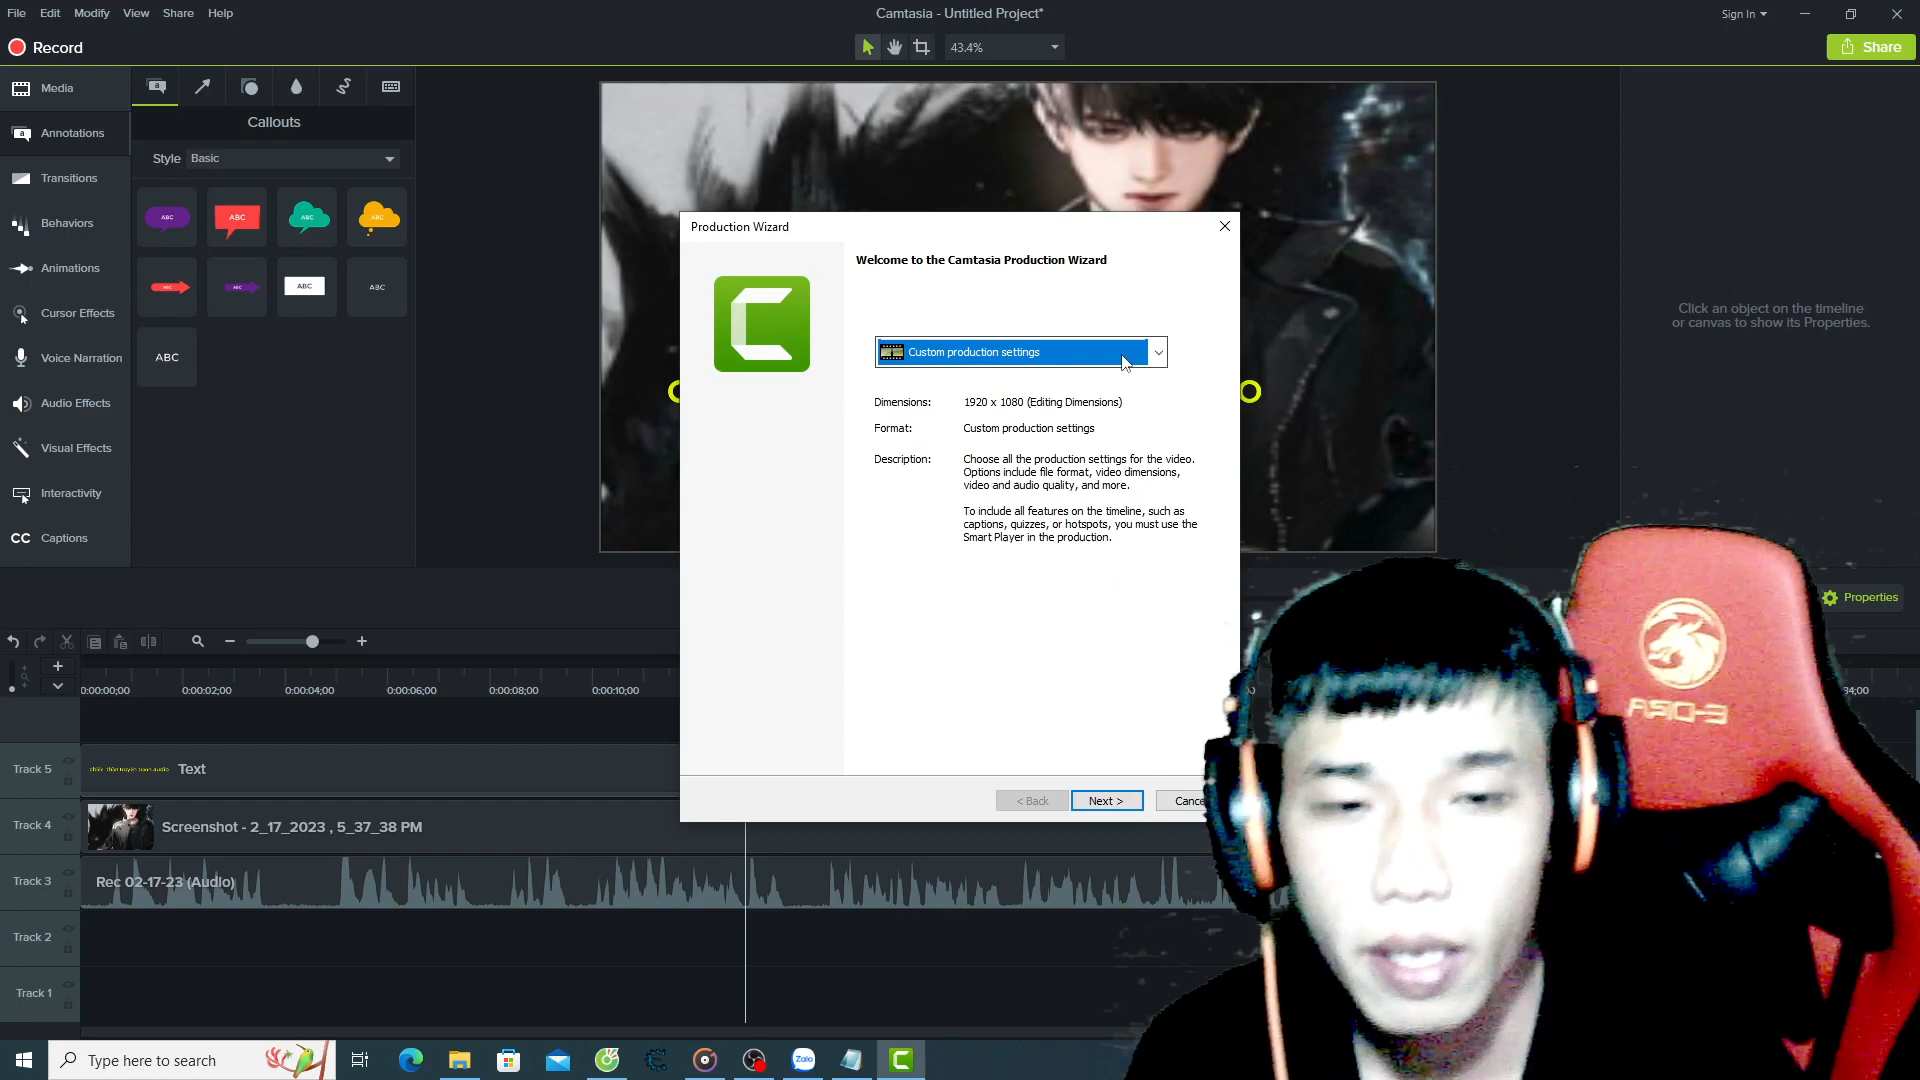 File Edit Modify View Share Help
Camtasia - Untitled Project*
Sign In
Record
43.4%
Share
Media
Annotations
Transitions
Behaviors
Animations
Cursor Effects
Voice Narration
Audio Effects
Visual Effects
Interactivity
CC Captions
Callouts
Style Basic
ABC ABC ABC ABC
ABC ABC ABC ABC
ABC
Production Wizard
Welcome to the Camtasia Production Wizard
Custom production settings
Dimensions: 1920 x 1080 (Editing Dimensions)
Format: Custom production settings
Description: Choose all the production settings for the video.
Options include file format, video dimensions,
video and audio quality, and more.
To include all features on the timeline, such as
captions, quizzes, or hotspots, you must use the
Smart Player in the production.
< Back Next > Cance
Click an object on the timeline
or canvas to show its Properties.
Properties
0:00:00;00 0:00:02;00 0:00:04;00 0:00:06;00 0:00:08;00 0:00:10;00 34;00
Track 5 Text
Track 4 Screenshot - 2_17_2023 , 5_37_38 PM
Track 3 Rec 02-17-23 (Audio)
Track 2
Track 1
E-DRA
Type here to search
Zalo